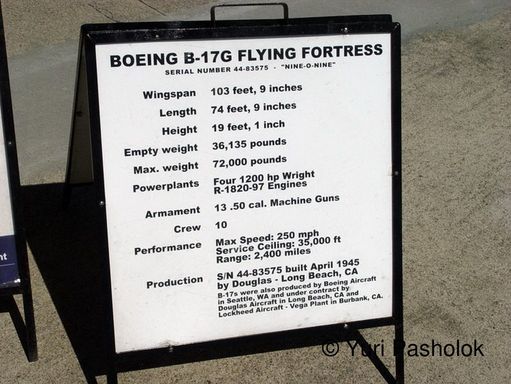 BOEING B-17G FLYING FORTRESS
SERIAL NUMBER 44-83575 - "NINE-O-NINE"
Wingspan 103 feet, 9 inches
Length 74 feet, 9 inches
Height 19 feet, 1 inch
Empty weight 36,135 pounds
Max. weight 72,000 pounds
Powerplants Four 1200 hp Wright
R-1820-97 Engines
Armament 13 .50 cal. Machine Guns
Crew 10
Performance Max Speed: 250 mph
Service Ceiling: 35,000 ft
Range: 2,400 miles
Production S/N 44-83575 built April 1945
by Douglas - Long Beach, CA
B-17s were also produced by Boeing Aircraft
in Seattle, WA and under contract by
Douglas Aircraft in Long Beach, CA and
Lockheed Aircraft - Vega Plant in Burbank, CA.
nt
© Yuri Pasholok